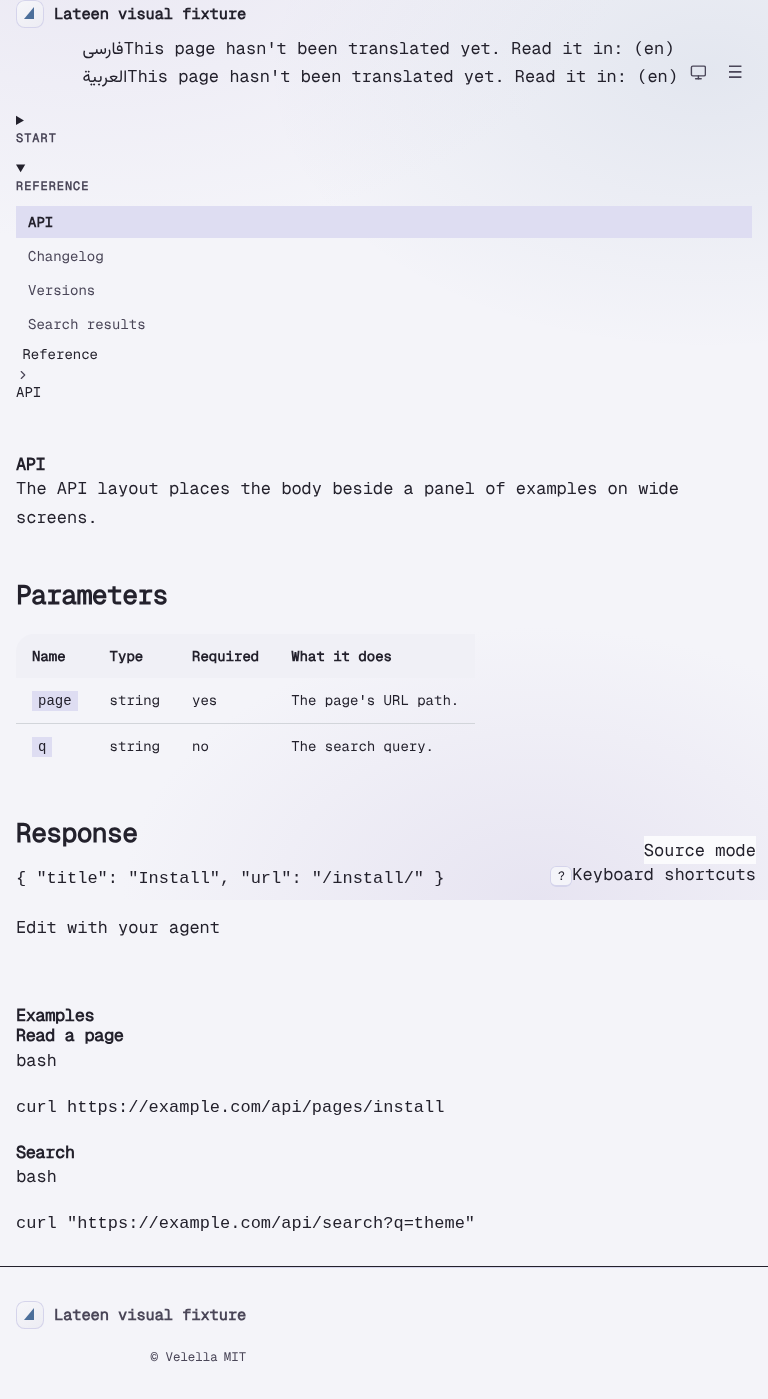 Lateen visual fixture
فارسیThis page hasn't been translated yet. Read it in: (en)
العربيةThis page hasn't been translated yet. Read it in: (en)
START
REFERENCE
API
Changelog
Versions
Search results
Reference
API
API
The API layout places the body beside a panel of examples on wide
screens.
Parameters
Name Type Required What it does
page string yes The page's URL path.
q string no The search query.
Response
Source mode
{ "title": "Install", "url": "/install/" }
? Keyboard shortcuts
Edit with your agent
Examples
Read a page
bash
curl https://example.com/api/pages/install
Search
bash
curl "https://example.com/api/search?q=theme"
Lateen visual fixture
© Velella MIT